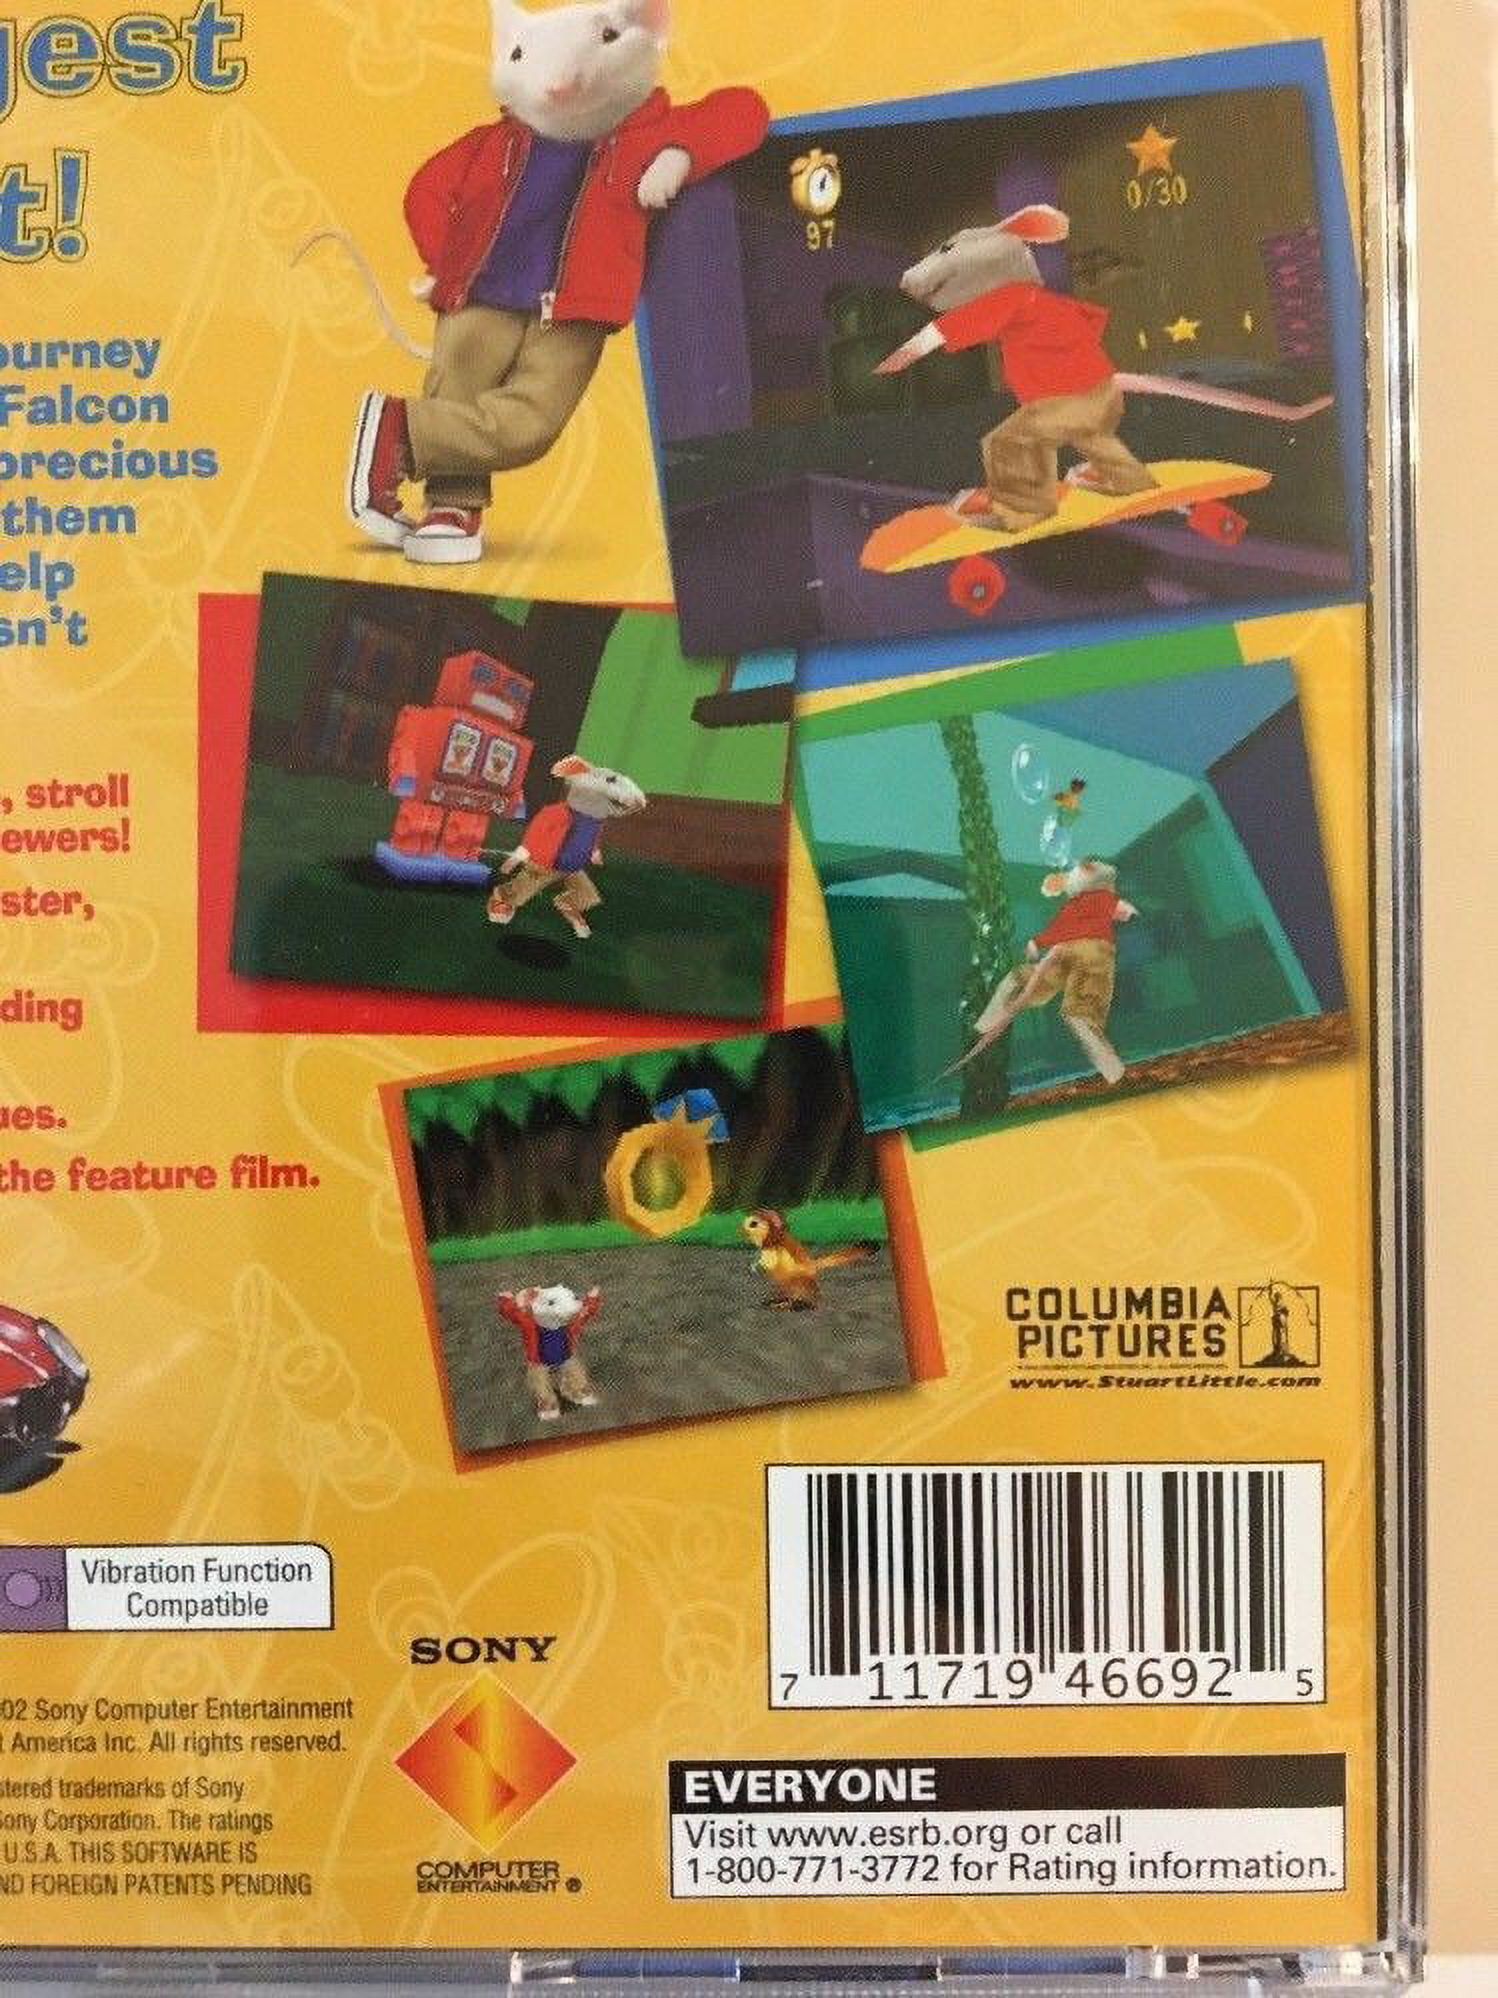 gest
t!
97
0/30
ourney
Falcon
precious
them
elp
sn't
, stroll
ewers!
ster,
ding
ues.
the feature film.
COLUMBIA
PICTURES
www.StuartLittle.com
Vibration Function
Compatible
SONY
COMPUTER
ENTERTAINMENT ®
7 11719 46692 5
02 Sony Computer Entertainment
t America Inc. All rights reserved.
stered trademarks of Sony
Sony Corporation. The ratings
U.S.A. THIS SOFTWARE IS
ND FOREIGN PATENTS PENDING
EVERYONE
Visit www.esrb.org or call
1-800-771-3772 for Rating information.